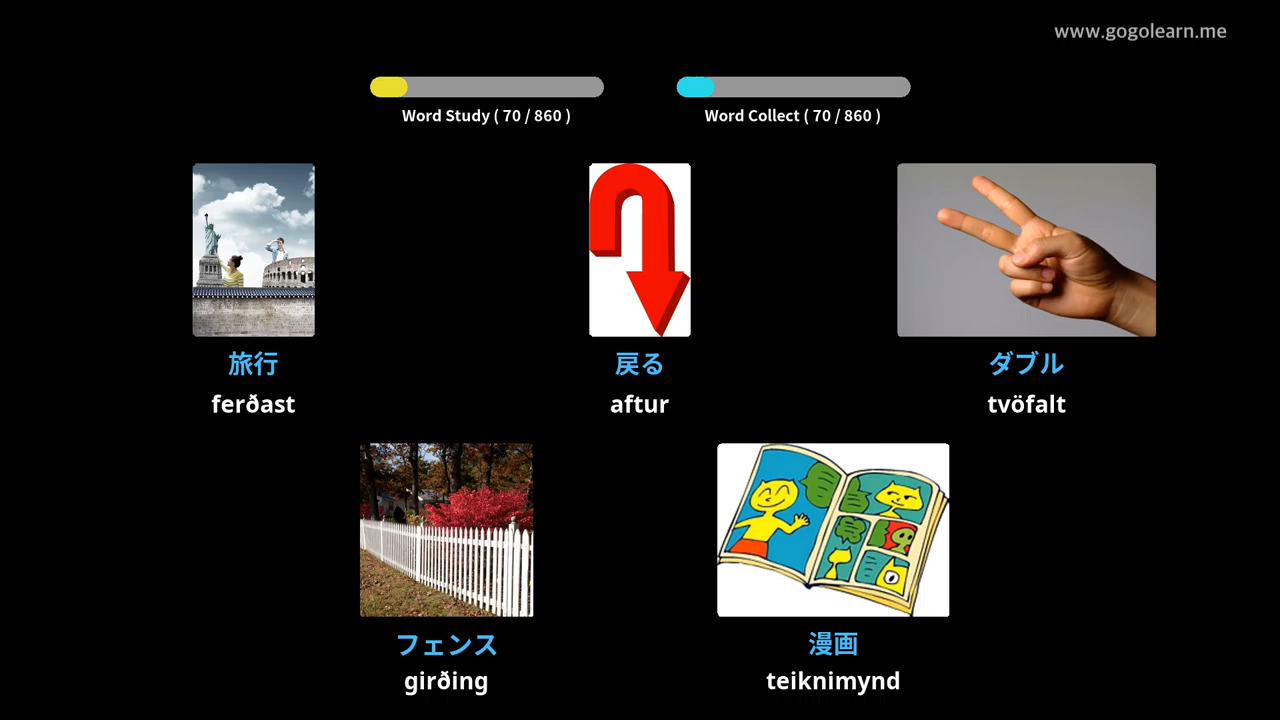 www.gogolearn.me
Word Study ( 70 / 860 )
Word Collect ( 70 / 860 )
旅行
戻る
ダブル
ferðast
aftur
tvöfalt
フェンス
漫画
girðing
teiknimynd